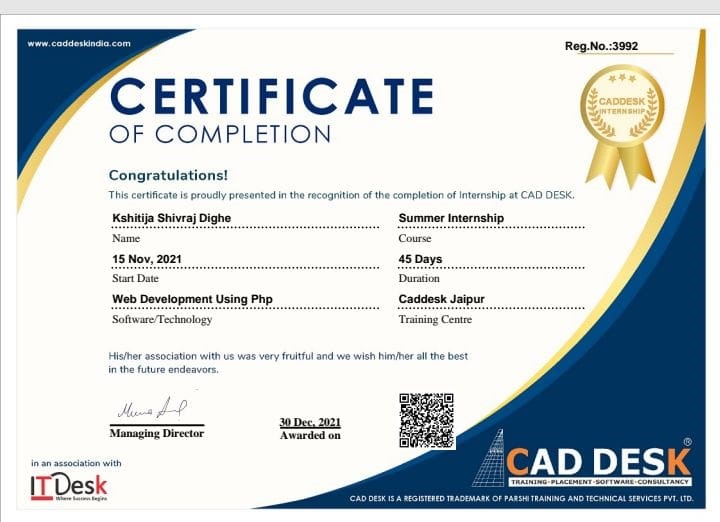 www.caddeskindia.com
Reg.No.:3992
CERTIFICATE
OF COMPLETION
CADDESK
INTERNSHIP
Congratulations!
This certificate is proudly presented in the recognition of the completion of Internship at CAD DESK.
Kshitija Shivraj Dighe
Summer Internship
Name
Course
15 Nov, 2021
45 Days
Start Date
Duration
Web Development Using Php
Caddesk Jaipur
Software/Technology
Training Centre
His/her association with us was very fruitful and we wish him/her all the best
in the future endeavors.
Managing Director
30 Dec, 2021
Awarded on
in an association with
ITDesk
Where Success Begins
CAD DESK®
TRAINING-PLACEMENT-SOFTWARE-CONSULTANCY
CAD DESK IS A REGISTERED TRADEMARK OF PARSHI TRAINING AND TECHNICAL SERVICES PVT. LTD.